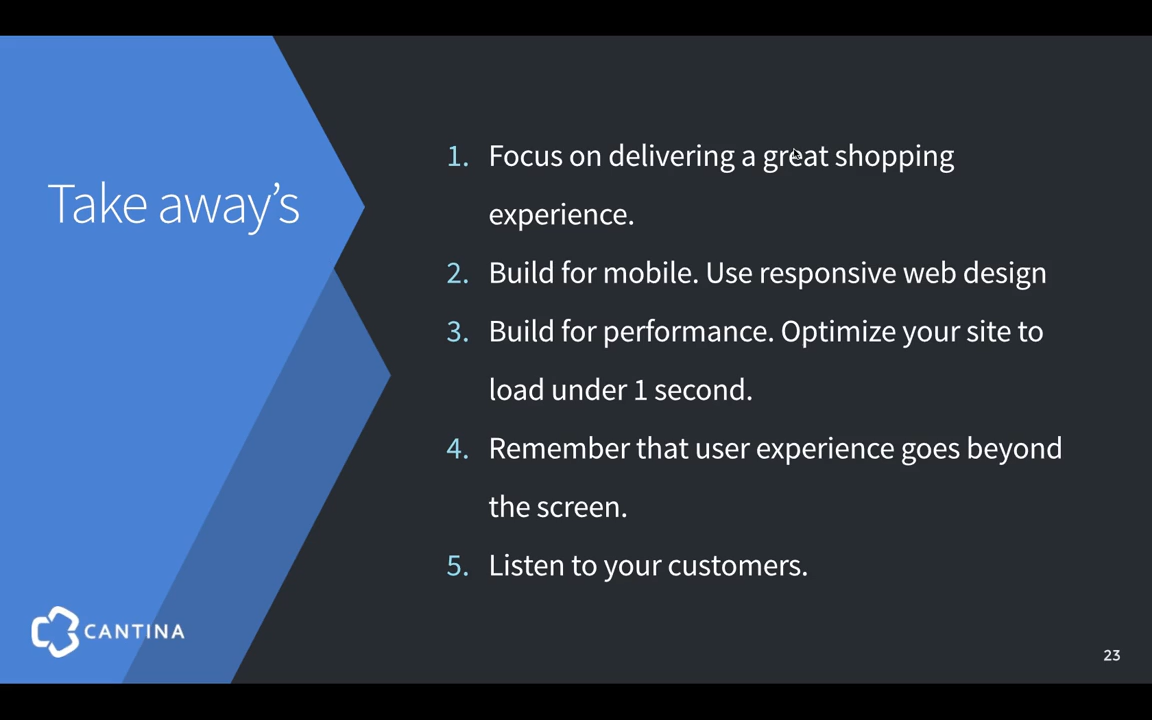 Take away's
1. Focus on delivering a great shopping
experience.
2. Build for mobile. Use responsive web design
3. Build for performance. Optimize your site to
load under 1 second.
4. Remember that user experience goes beyond
the screen.
5. Listen to your customers.
CANTINA
23